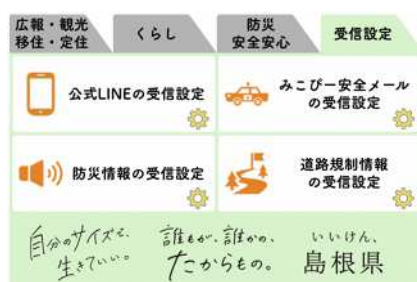 広報・観光
移住・定住
くらし
防災
安全安心
受信設定
公式LINEの受信設定
みこぴー安全メール
の受信設定
防災情報の受信設定
道路規制情報
の受信設定
自分のサイズで、
生きていい。
誰もが、誰かの、
たからもの。
いいけん、
島根県